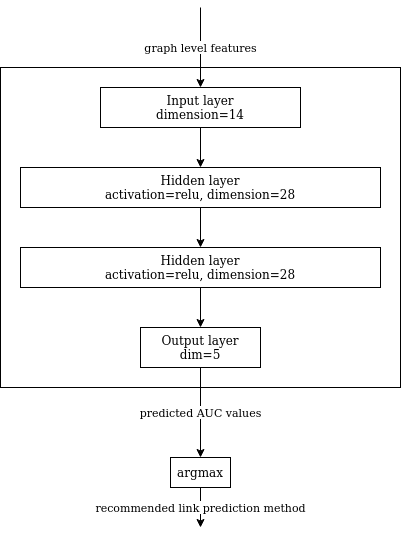 graph level features
Input layer
dimension=14
Hidden layer
activation=relu, dimension=28
Hidden layer
activation=relu, dimension=28
Output layer
dim=5
predicted AUC values
argmax
recommended link prediction method